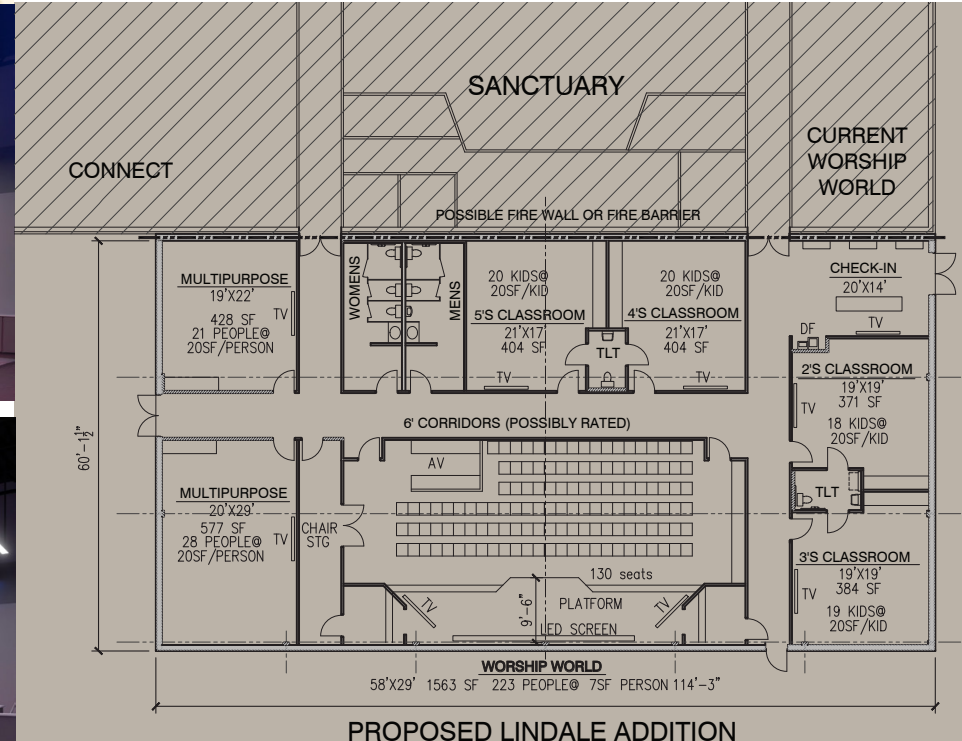 SANCTUARY
CONNECT
CURRENT
WORSHIP
WORLD
POSSIBLE FIRE WALL OR FIRE BARRIER
MULTIPURPOSE
19'X22'
428 SF
21 PEOPLE@
20SF/PERSON
TV
WOMENS
MENS
20 KIDS@
20SF/KID
5'S CLASSROOM
21'X17'
404 SF
TV
TLT
20 KIDS@
20SF/KID
4'S CLASSROOM
21'X17'
404 SF
TV
CHECK-IN
20'X14'
TV
DF
2'S CLASSROOM
19'X19'
371 SF
TV
18 KIDS@
20SF/KID
6' CORRIDORS (POSSIBLY RATED)
60'-1½"
MULTIPURPOSE
20'X29'
577 SF
28 PEOPLE@
20SF/PERSON
TV
CHAIR
STG
AV
TLT
3'S CLASSROOM
19'X19'
384 SF
TV
19 KIDS@
20SF/KID
130 seats
9'-6"
PLATFORM
TV
TV
LED SCREEN
WORSHIP WORLD
58'X29' 1563 SF 223 PEOPLE@ 7SF PERSON 114'-3"
PROPOSED LINDALE ADDITION